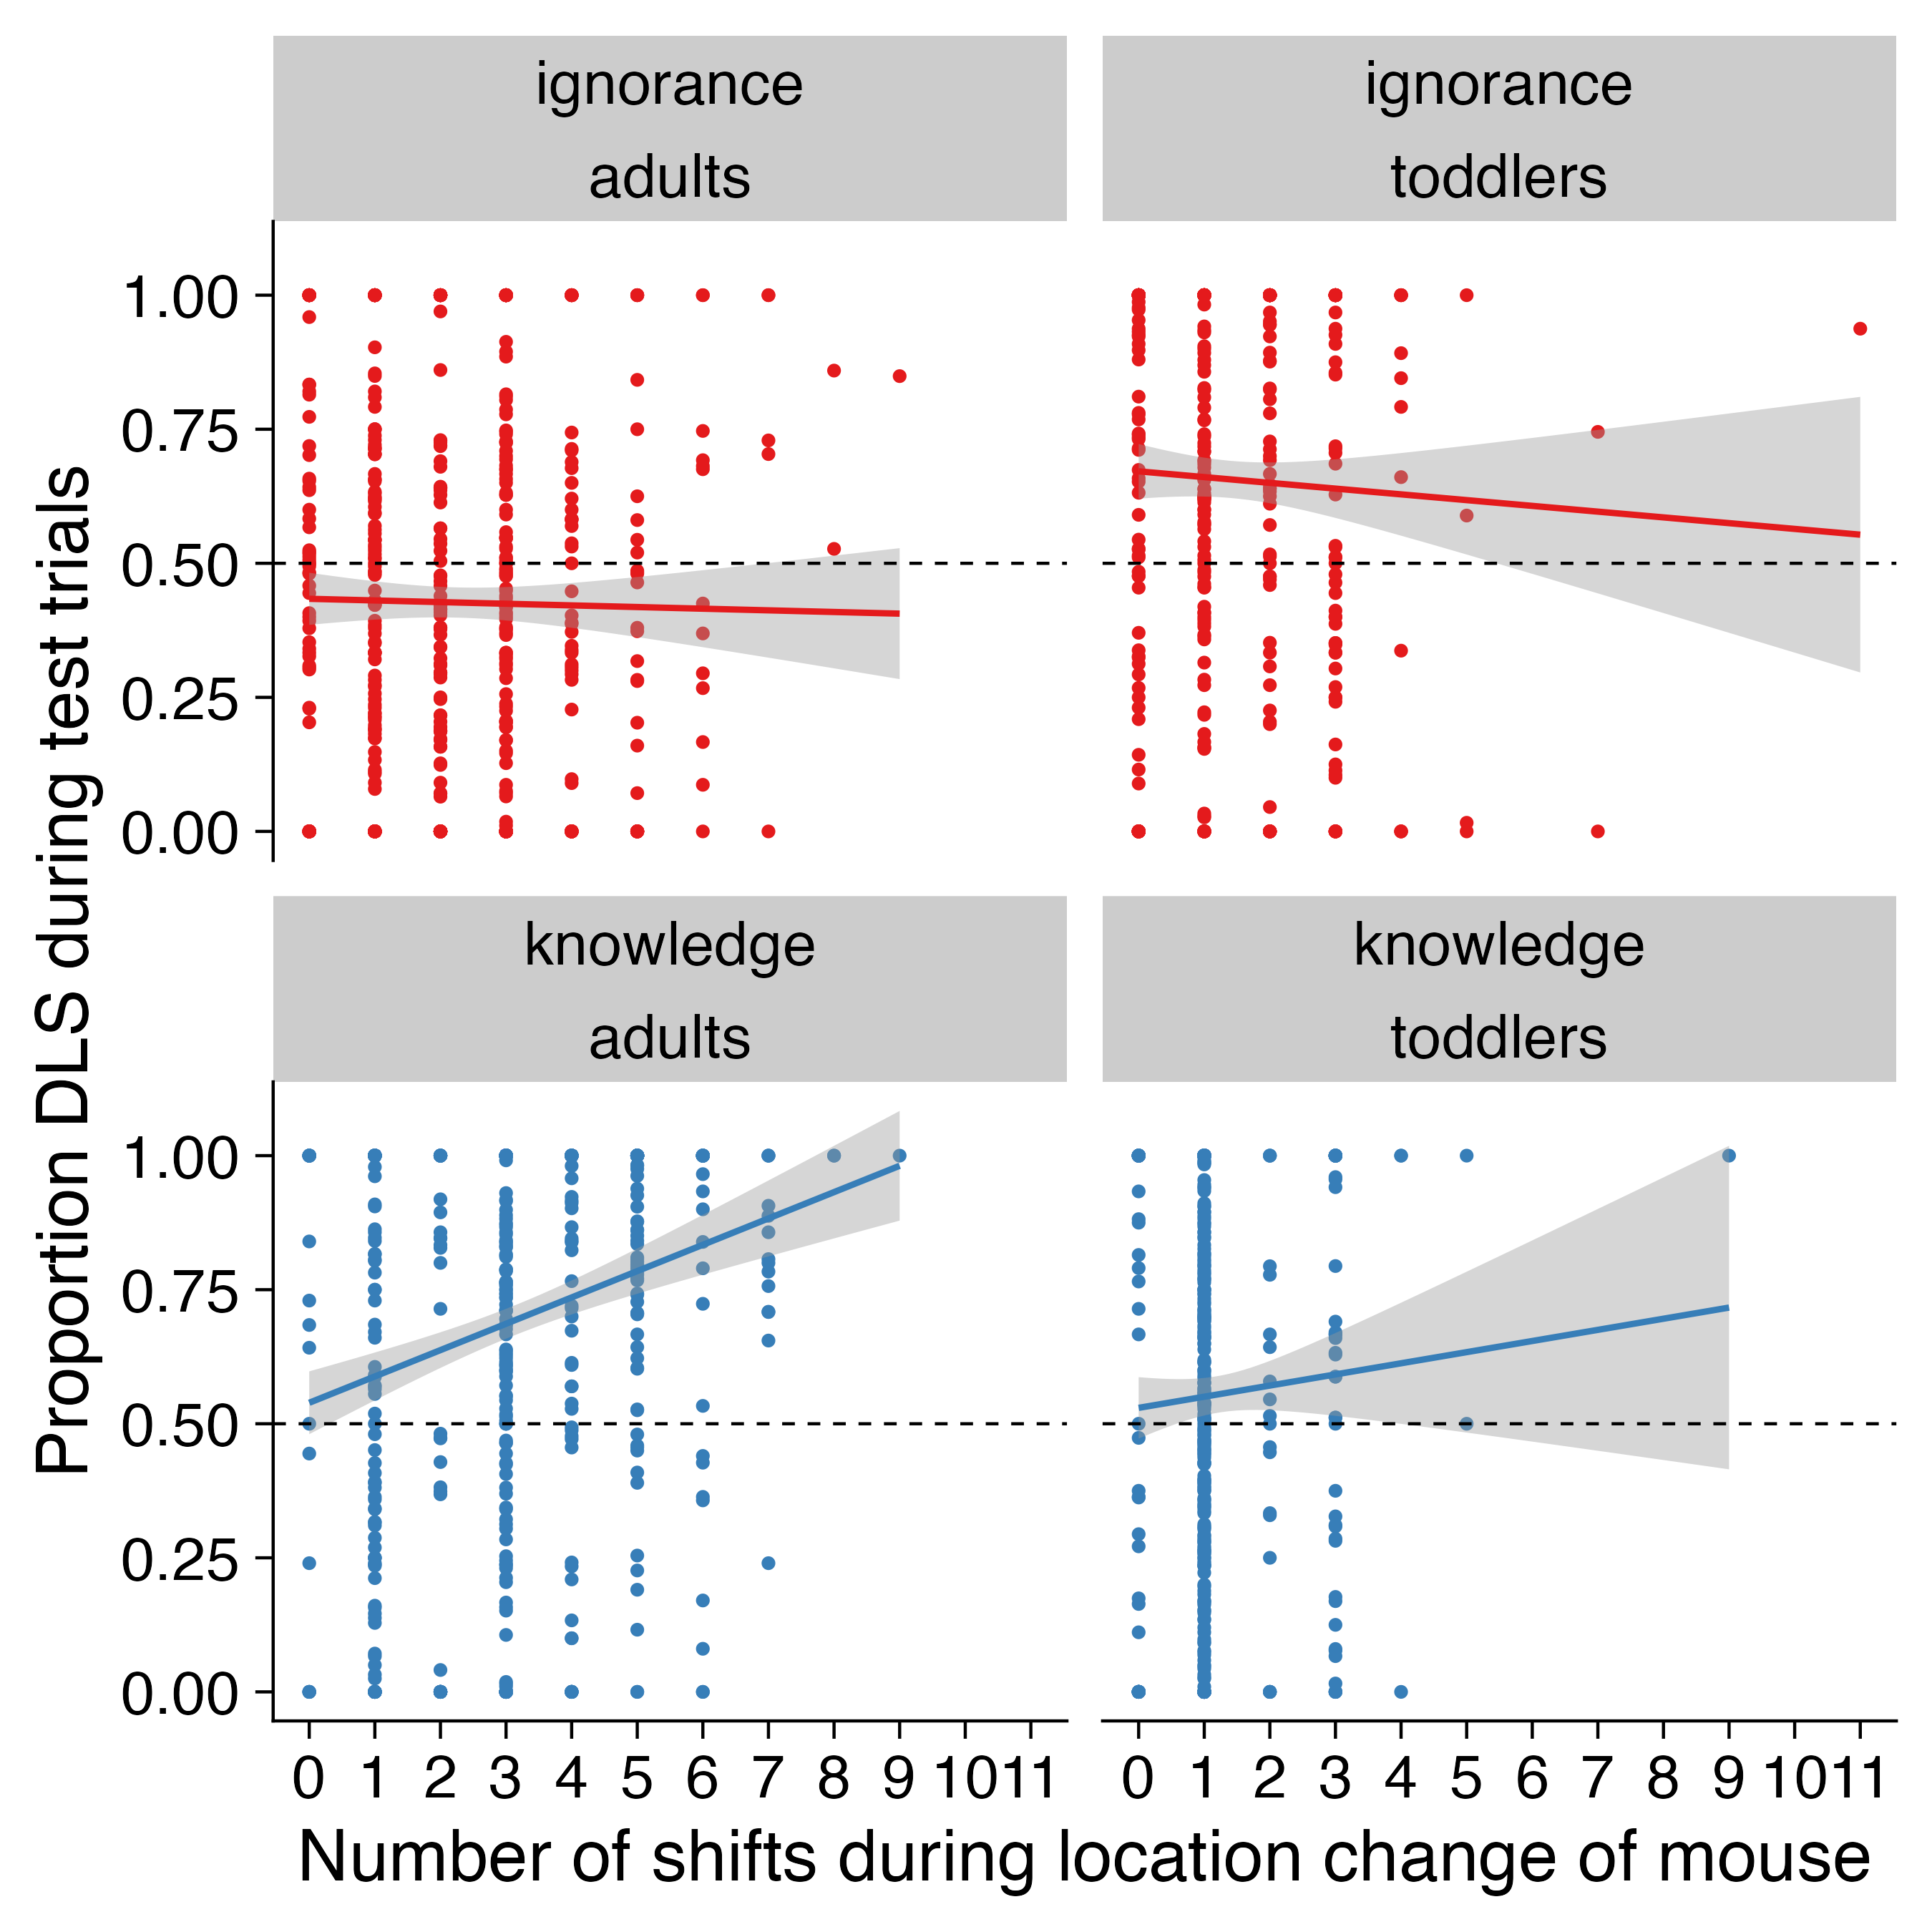 ignorance
adults
ignorance
toddlers
1.00
0.75
0.50
0.25
0.00
knowledge
adults
knowledge
toddlers
1.00
0.75
0.50
0.25
0.00
0 1 2 3 4 5 6 7 8 9 10 11
0 1 2 3 4 5 6 7 8 9 10 11
Number of shifts during location change of mouse
Proportion DLS during test trials